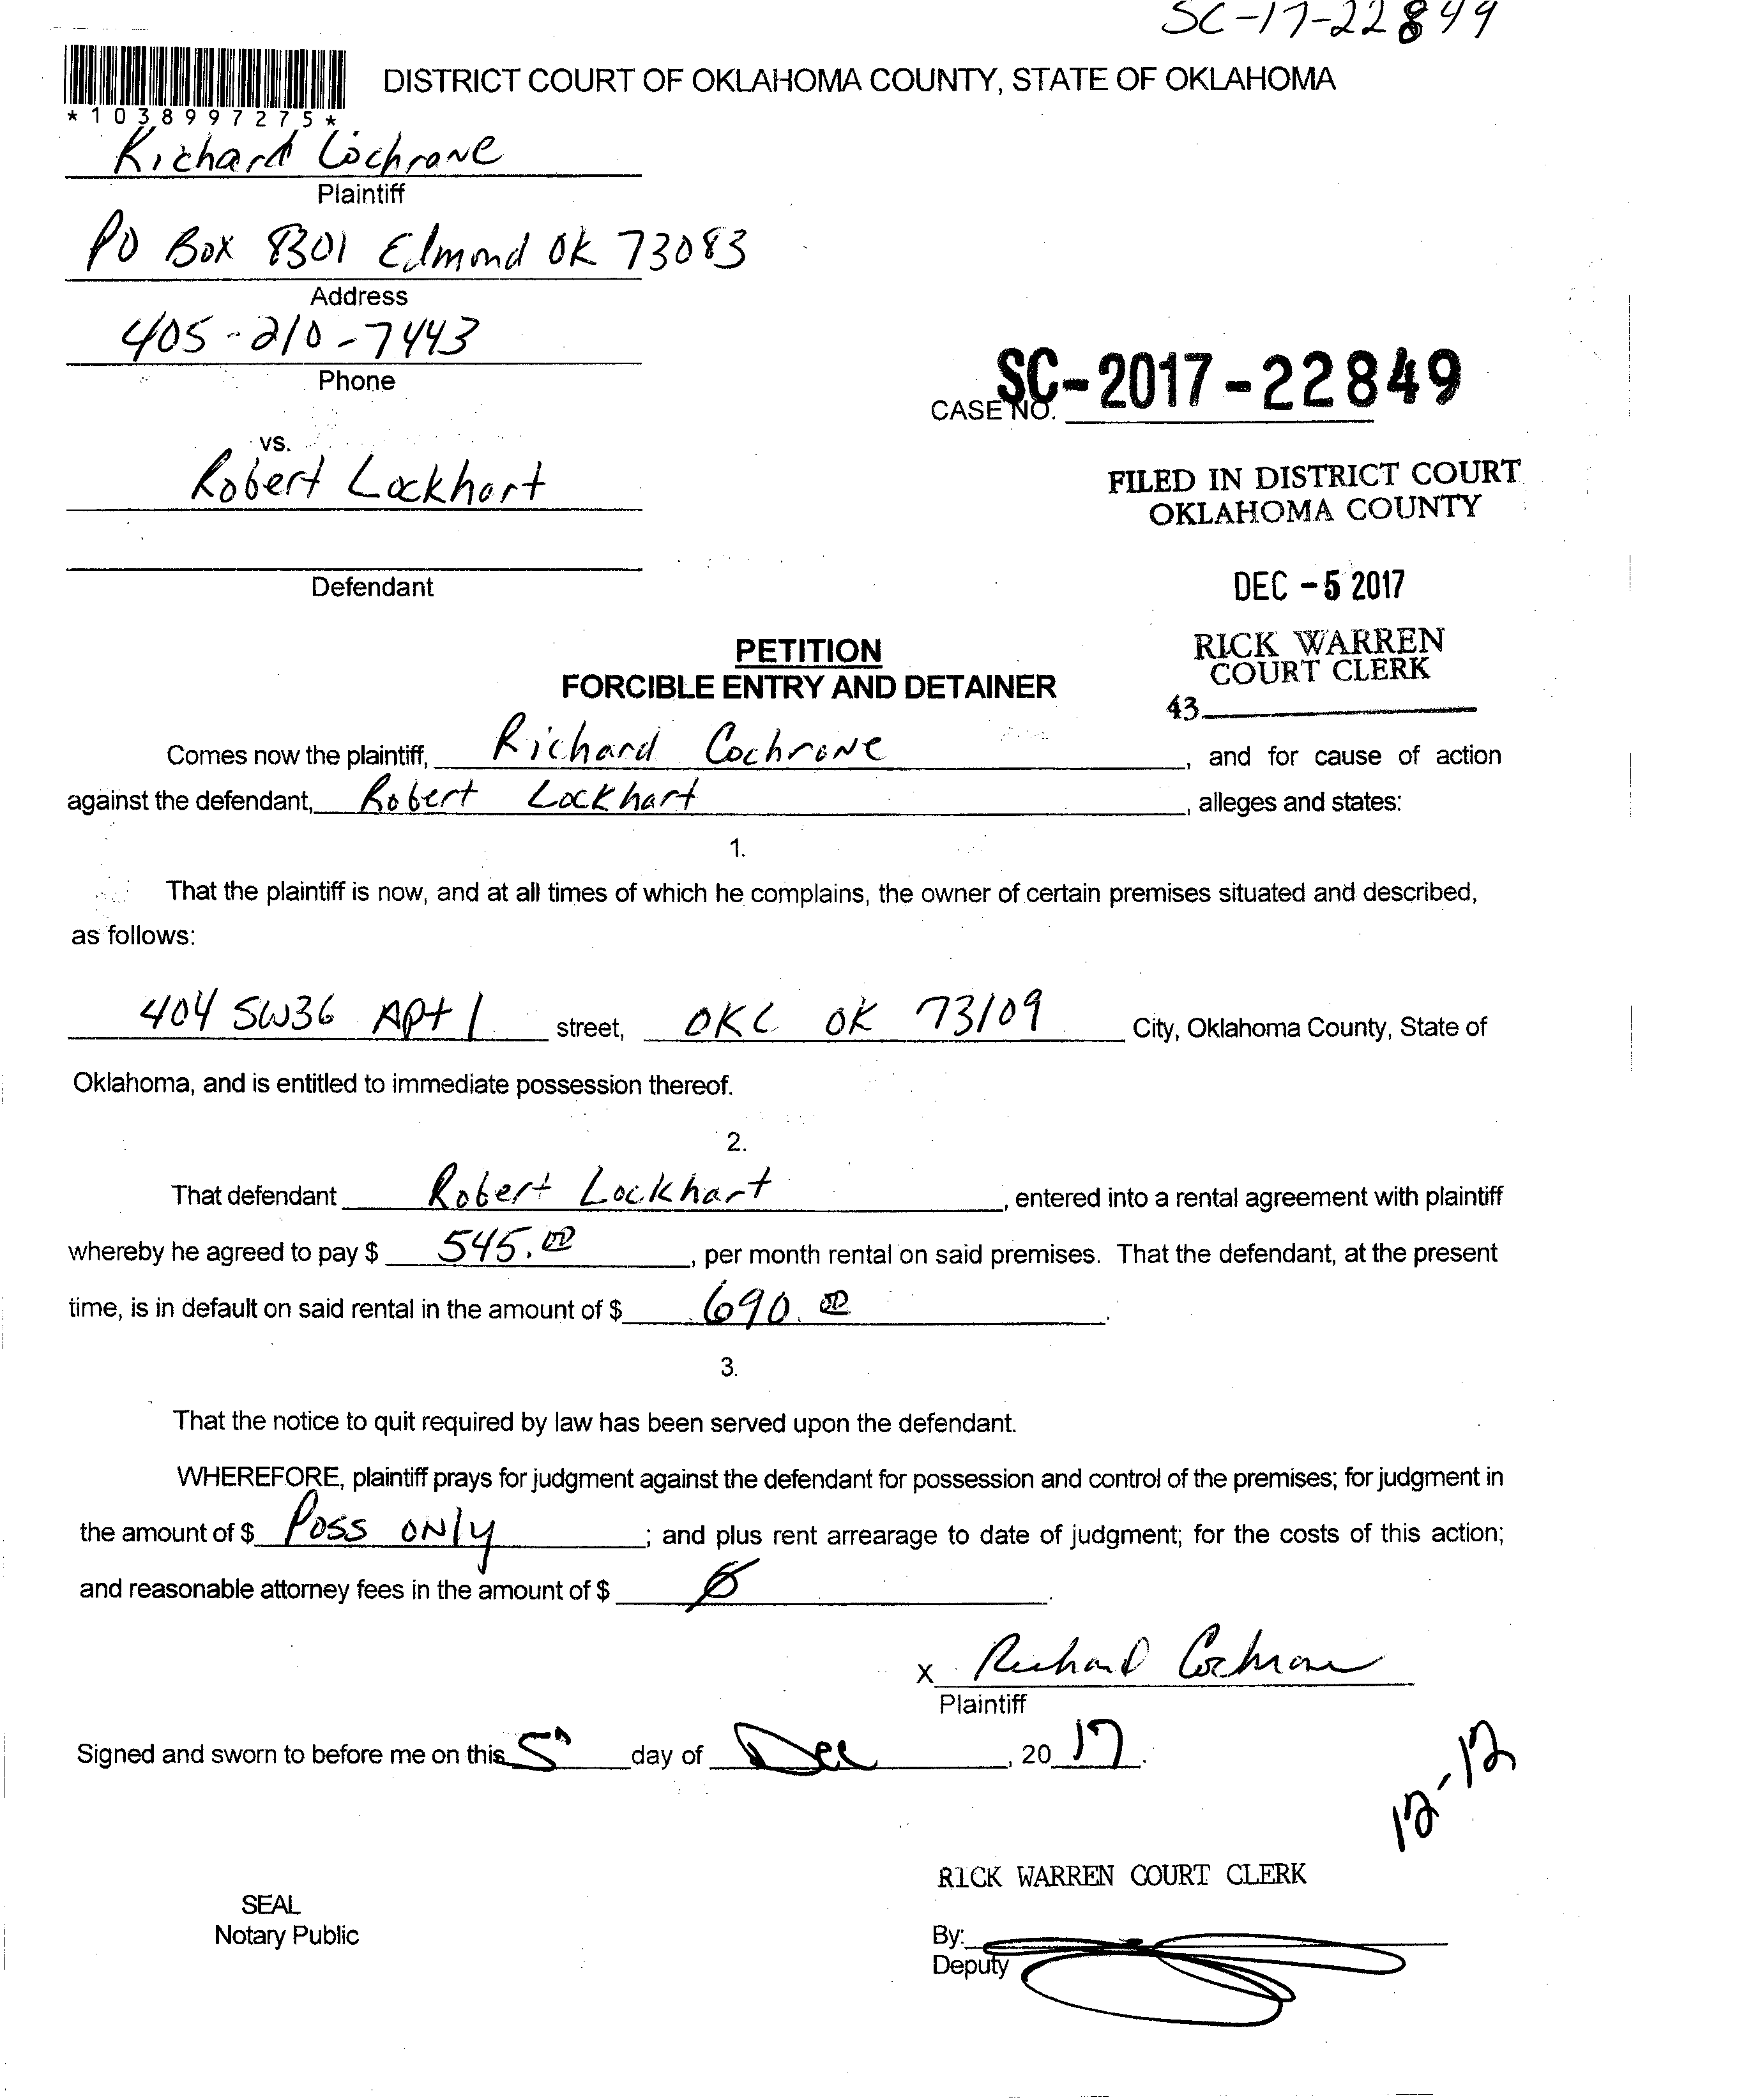 SC-17-22849
DISTRICT COURT OF OKLAHOMA COUNTY, STATE OF OKLAHOMA
*1038997275*
Richard Cochrane
Plaintiff
PO Box 8301 Edmond OK 73083
Address
405-210-7443
Phone
CASE NO. SC-2017-22849
vs.
Robert Lockhart
FILED IN DISTRICT COURT
OKLAHOMA COUNTY
Defendant
DEC -5 2017
RICK WARREN
COURT CLERK
43
PETITION
FORCIBLE ENTRY AND DETAINER
Comes now the plaintiff, Richard Cochrane, and for cause of action
against the defendant, Robert Lockhart, alleges and states:
1.
That the plaintiff is now, and at all times of which he complains, the owner of certain premises situated and described,
as follows:
404 SW36 Apt 1 street, OKC OK 73109 City, Oklahoma County, State of
Oklahoma, and is entitled to immediate possession thereof.
2.
That defendant Robert Lockhart, entered into a rental agreement with plaintiff
whereby he agreed to pay $ 545.00, per month rental on said premises. That the defendant, at the present
time, is in default on said rental in the amount of $ 690.00.
3.
That the notice to quit required by law has been served upon the defendant.
WHEREFORE, plaintiff prays for judgment against the defendant for possession and control of the premises; for judgment in
the amount of $ Poss ONly; and plus rent arrearage to date of judgment; for the costs of this action;
and reasonable attorney fees in the amount of $ Ø.
x Richard Cochrane
Plaintiff
Signed and sworn to before me on this 5th day of Dec, 20 17.
12-12
RICK WARREN COURT CLERK
SEAL
Notary Public
By:
Deputy